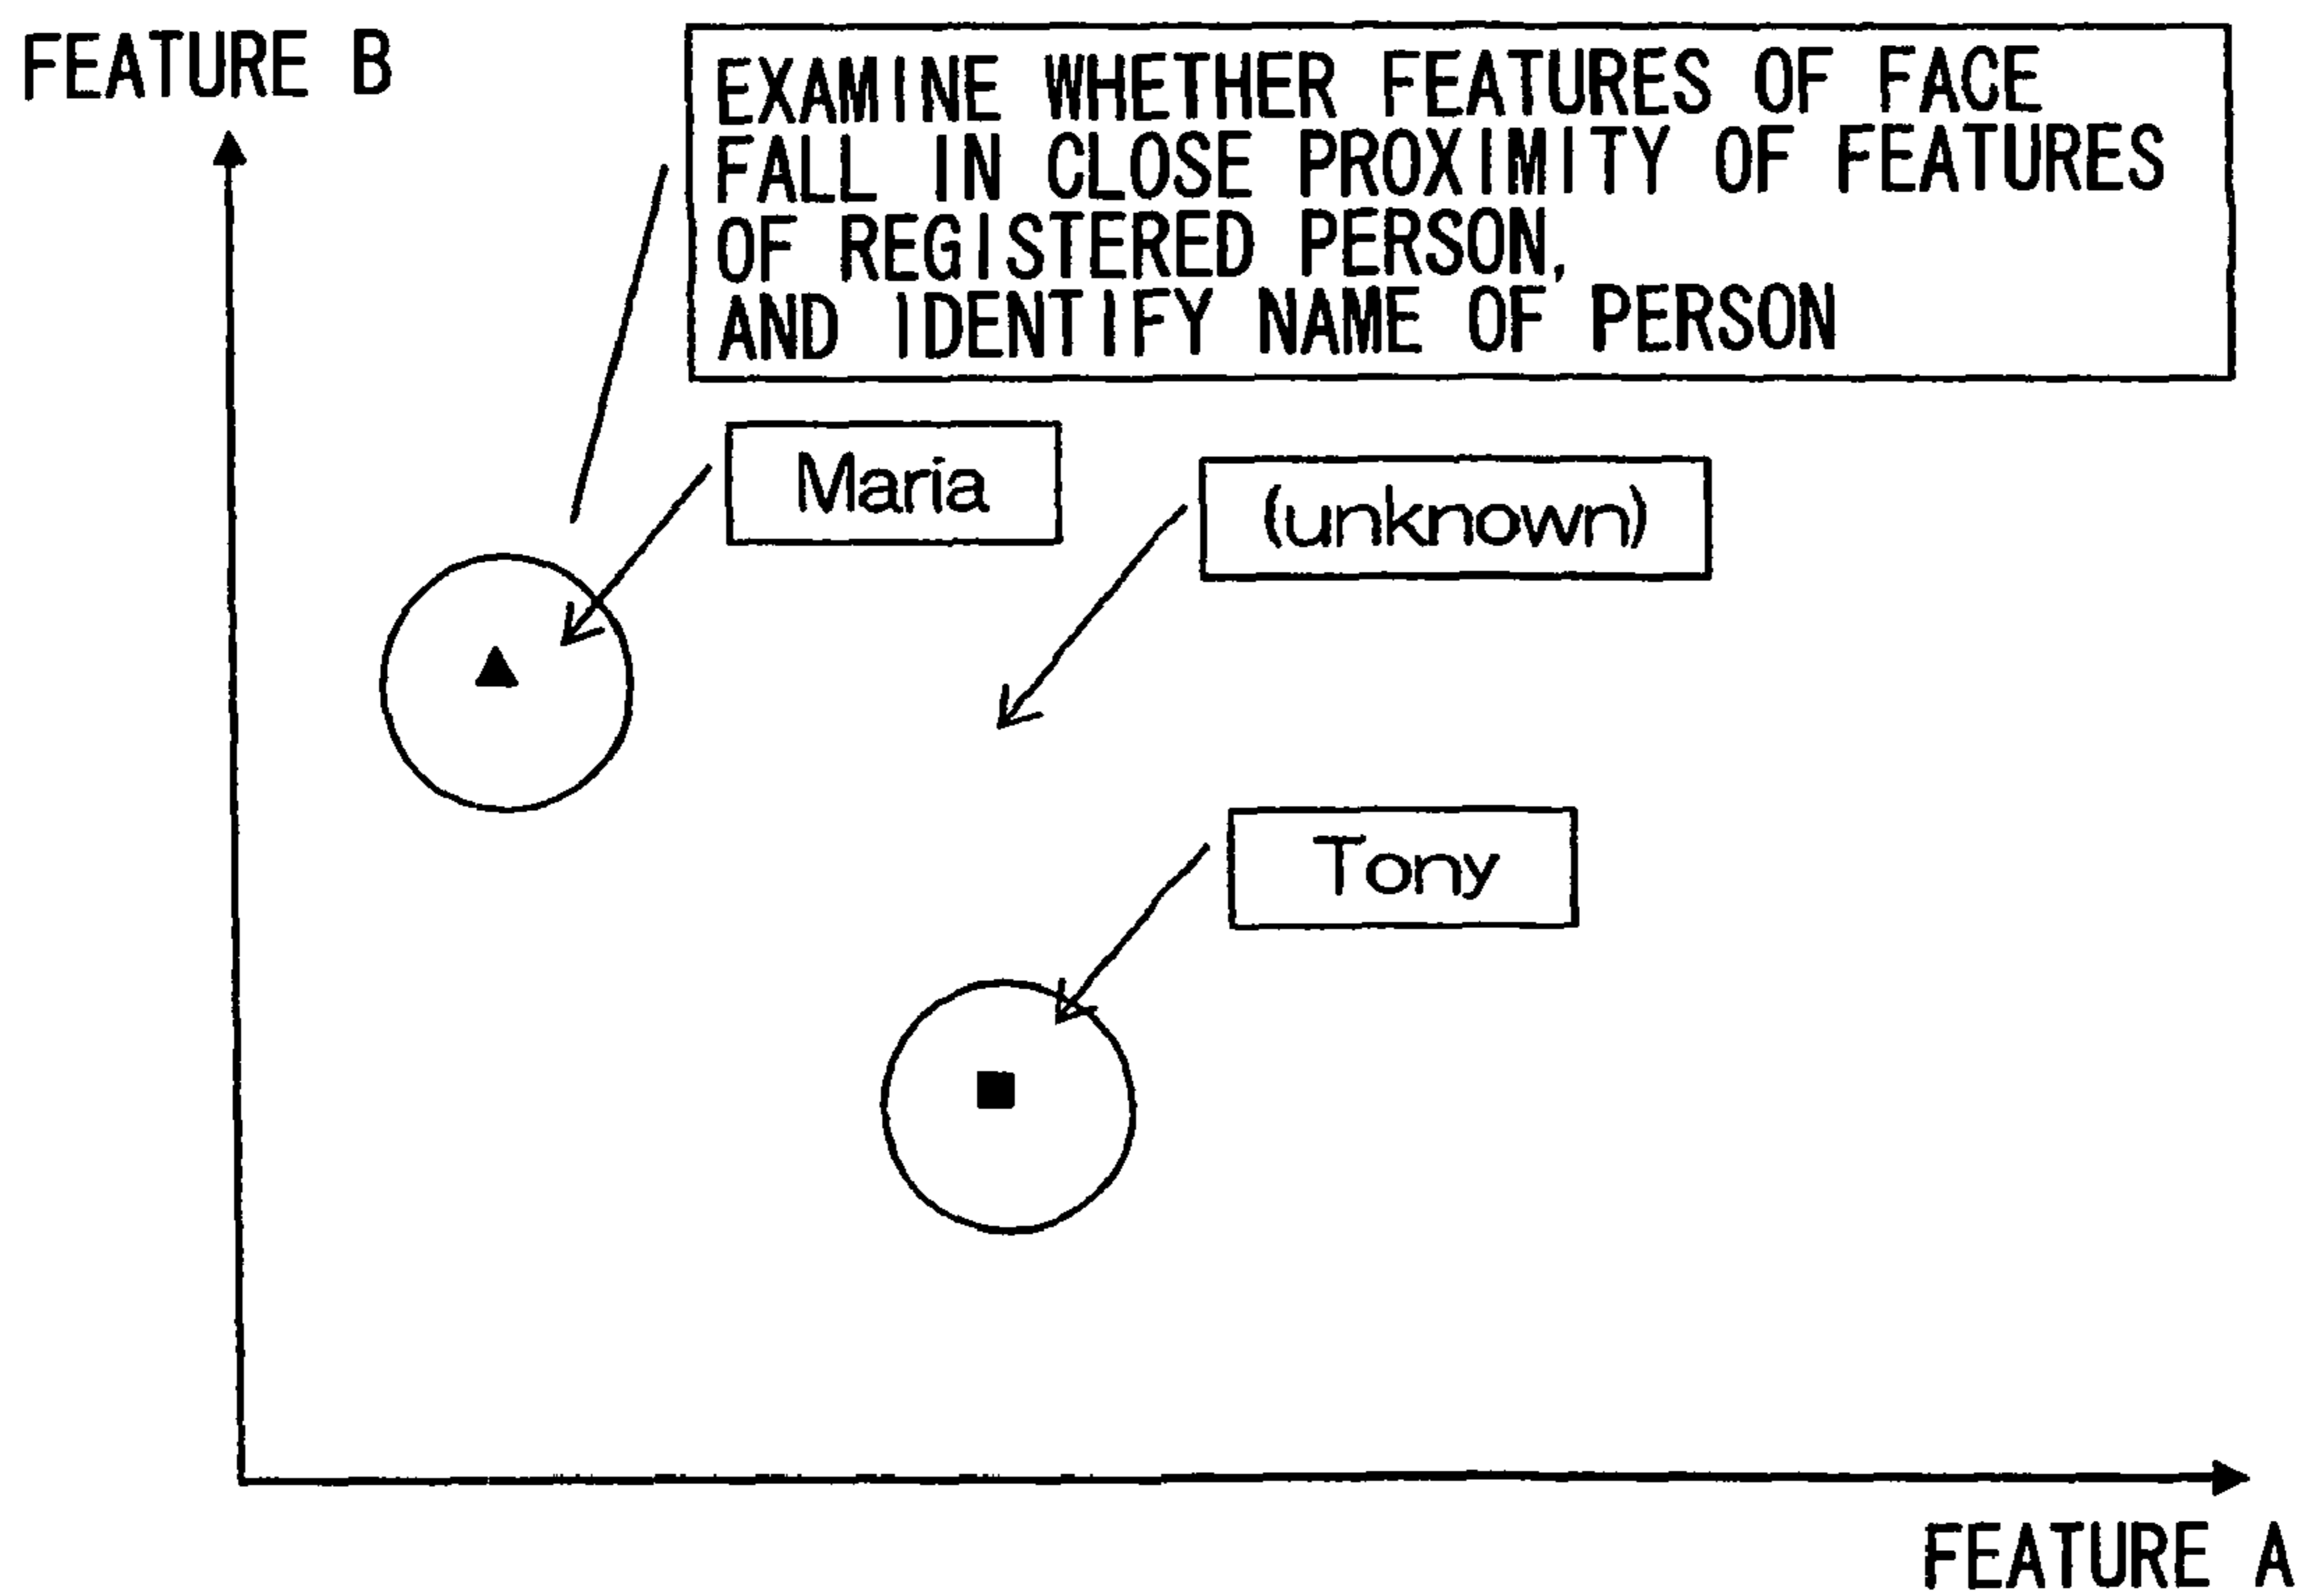 FEATURE B
EXAMINE WHETHER FEATURES OF FACE
FALL IN CLOSE PROXIMITY OF FEATURES
OF REGISTERED PERSON,
AND IDENTIFY NAME OF PERSON
Maria
(unknown)
Tony
FEATURE A